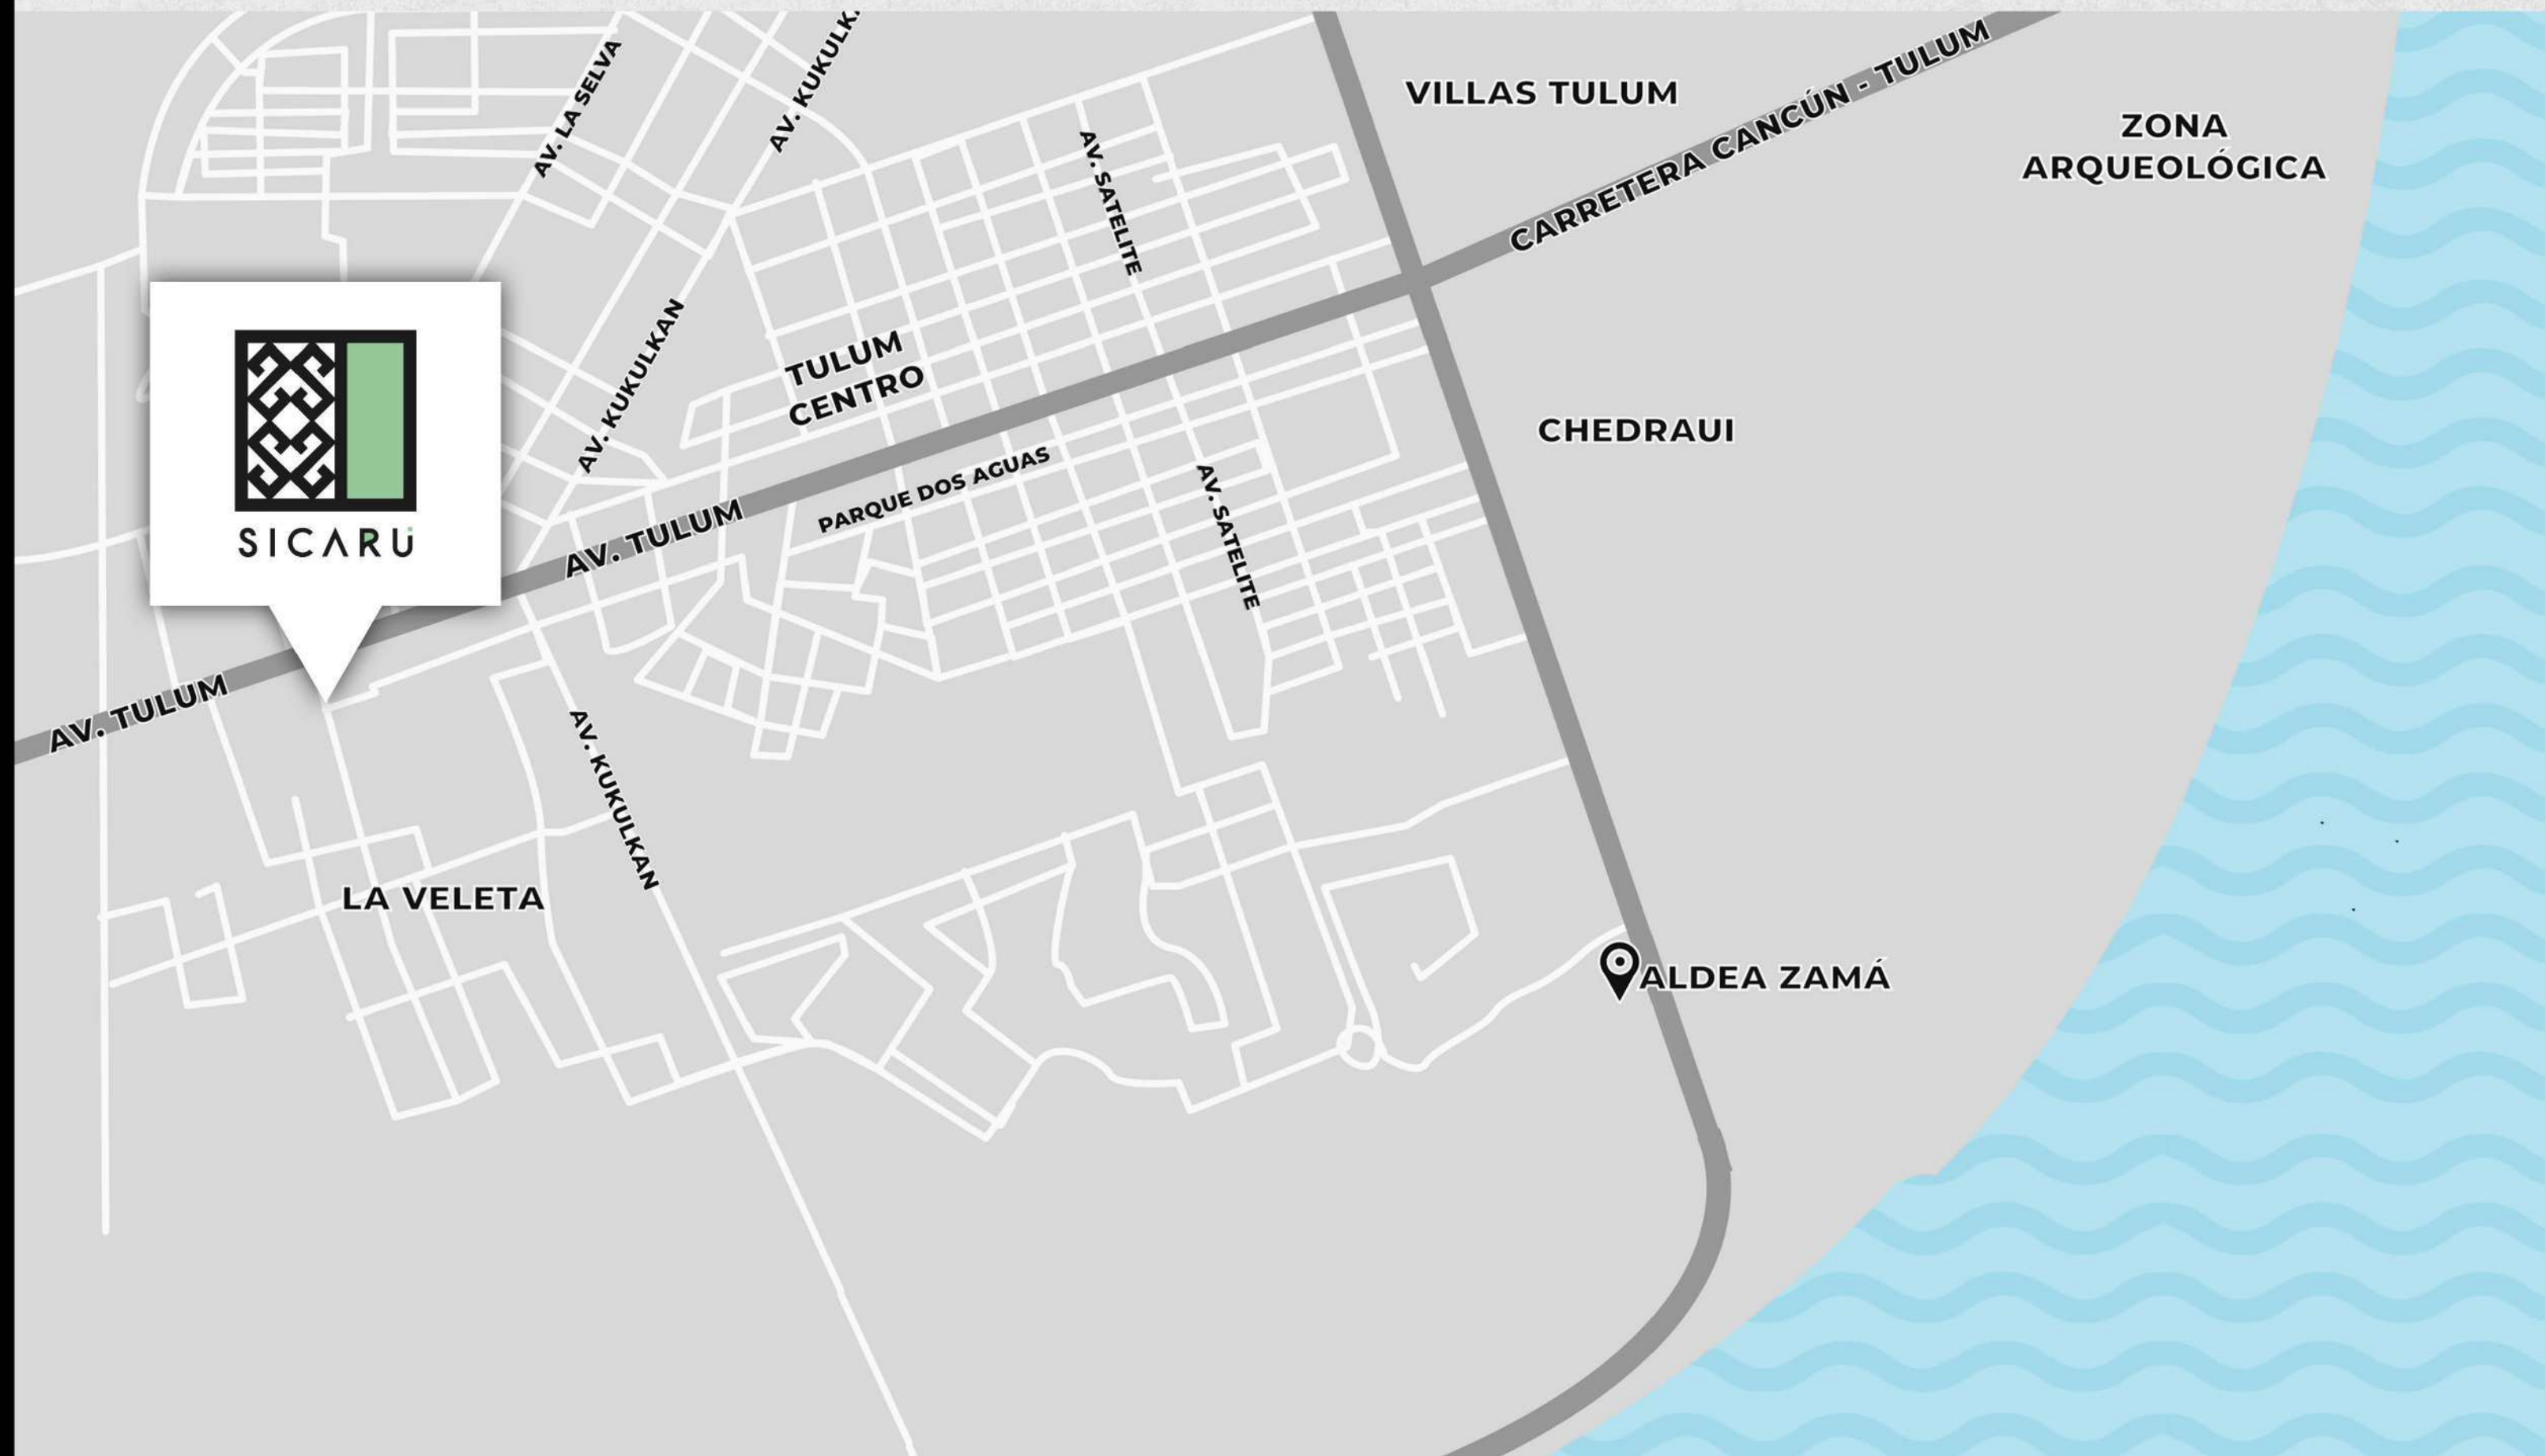 AV. LA SELVA
AV. KUKULK
VILLAS TULUM
CARRETERA CANCÚN - TULUM
ZONA
ARQUEOLÓGICA
AV. SATELITE
SICARU
AV. KUKULKAN
TULUM
CENTRO
CHEDRAUI
PARQUE DOS AGUAS
AV. SATELITE
AV. TULUM
AV. TULUM
AV. KUKULKAN
LA VELETA
ALDEA ZAMÁ